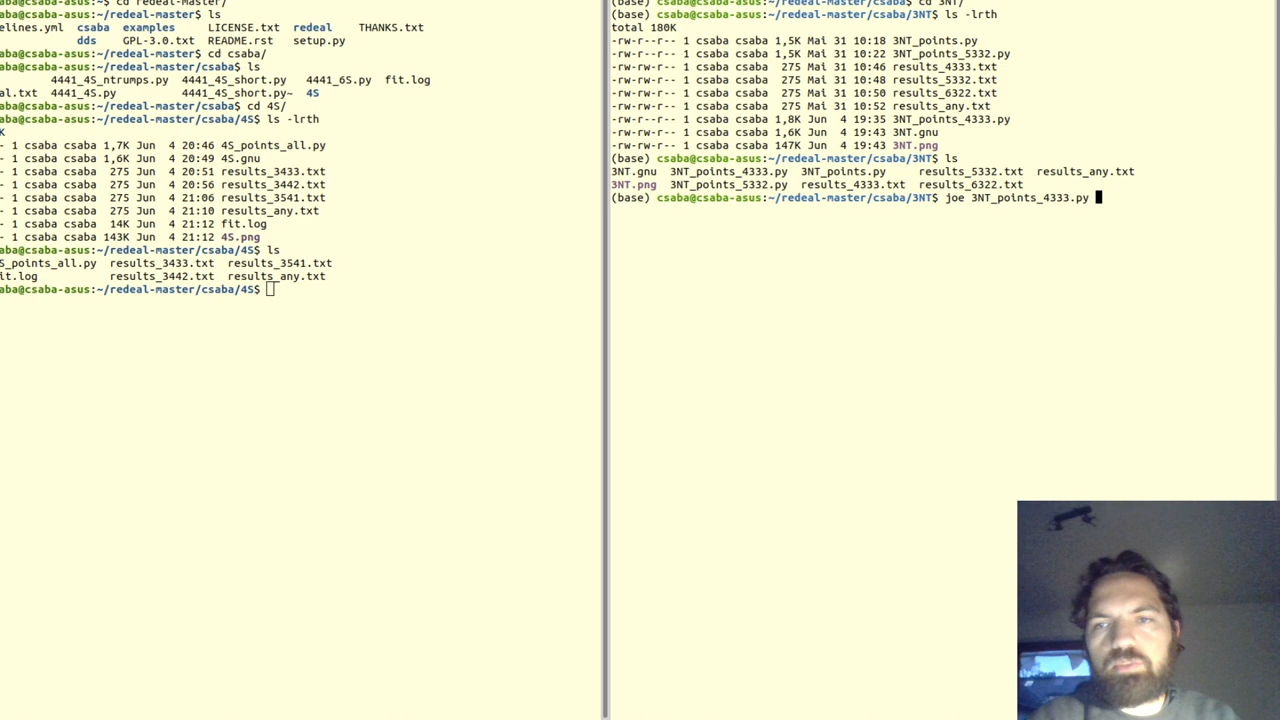 aba@csaba-asus:~$ cd redeal-master/
aba@csaba-asus:~/redeal-master$ ls
elines.yml csaba examples LICENSE.txt redeal THANKS.txt
dds GPL-3.0.txt README.rst setup.py
aba@csaba-asus:~/redeal-master$ cd csaba/
aba@csaba-asus:~/redeal-master/csaba$ ls
4441_4S_ntrumps.py 4441_4S_short.py 4441_6S.py fit.log
al.txt 4441_4S.py 4441_4S_short.py~ 4S
aba@csaba-asus:~/redeal-master/csaba$ cd 4S/
aba@csaba-asus:~/redeal-master/csaba/4S$ ls -lrth
K
- 1 csaba csaba 1,7K Jun 4 20:46 4S_points_all.py
- 1 csaba csaba 1,6K Jun 4 20:49 4S.gnu
- 1 csaba csaba 275 Jun 4 20:51 results_3433.txt
- 1 csaba csaba 275 Jun 4 20:56 results_3442.txt
- 1 csaba csaba 275 Jun 4 21:06 results_3541.txt
- 1 csaba csaba 275 Jun 4 21:10 results_any.txt
- 1 csaba csaba 14K Jun 4 21:12 fit.log
- 1 csaba csaba 143K Jun 4 21:12 4S.png
aba@csaba-asus:~/redeal-master/csaba/4S$ ls
S_points_all.py results_3433.txt results_3541.txt
it.log results_3442.txt results_any.txt
aba@csaba-asus:~/redeal-master/csaba/4S$
(base) csaba@csaba-asus:~/redeal-master/csaba$ cd 3NT/
(base) csaba@csaba-asus:~/redeal-master/csaba/3NT$ ls -lrth
total 180K
-rw-r--r-- 1 csaba csaba 1,5K Mai 31 10:18 3NT_points.py
-rw-r--r-- 1 csaba csaba 1,5K Mai 31 10:22 3NT_points_5332.py
-rw-rw-r-- 1 csaba csaba 275 Mai 31 10:46 results_4333.txt
-rw-rw-r-- 1 csaba csaba 275 Mai 31 10:48 results_5332.txt
-rw-rw-r-- 1 csaba csaba 275 Mai 31 10:50 results_6322.txt
-rw-rw-r-- 1 csaba csaba 275 Mai 31 10:52 results_any.txt
-rw-rw-r-- 1 csaba csaba 1,8K Jun 4 19:35 3NT_points_4333.py
-rw-rw-r-- 1 csaba csaba 1,6K Jun 4 19:43 3NT.gnu
-rw-rw-r-- 1 csaba csaba 147K Jun 4 19:43 3NT.png
(base) csaba@csaba-asus:~/redeal-master/csaba/3NT$ ls
3NT.gnu 3NT_points_4333.py 3NT_points.py results_5332.txt results_any.txt
3NT.png 3NT_points_5332.py results_4333.txt results_6322.txt
(base) csaba@csaba-asus:~/redeal-master/csaba/3NT$ joe 3NT_points_4333.py